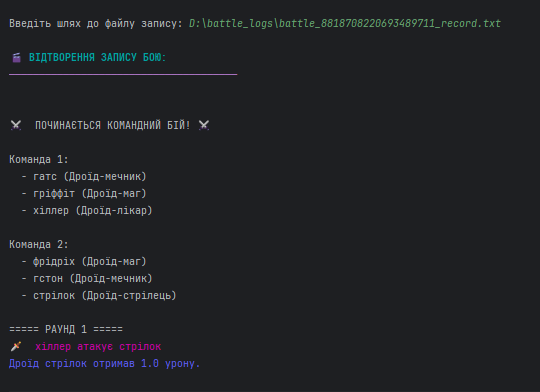 Введіть шлях до файлу запису: D:\battle_logs\battle_8818708220693489711_record.txt
🎬 ВІДТВОРЕННЯ ЗАПИСУ БОЮ:
⚔ ПОЧИНАЄТЬСЯ КОМАНДНИЙ БІЙ! ⚔
Команда 1:
- гатс (Дроїд-мечник)
- гріффіт (Дроїд-маг)
- хіллер (Дроїд-лікар)
Команда 2:
- фрідріх (Дроїд-маг)
- гстон (Дроїд-мечник)
- стрілок (Дроїд-стрілець)
===== РАУНД 1 =====
хіллер атакує стрілок
Дроїд стрілок отримав 1.0 урону.